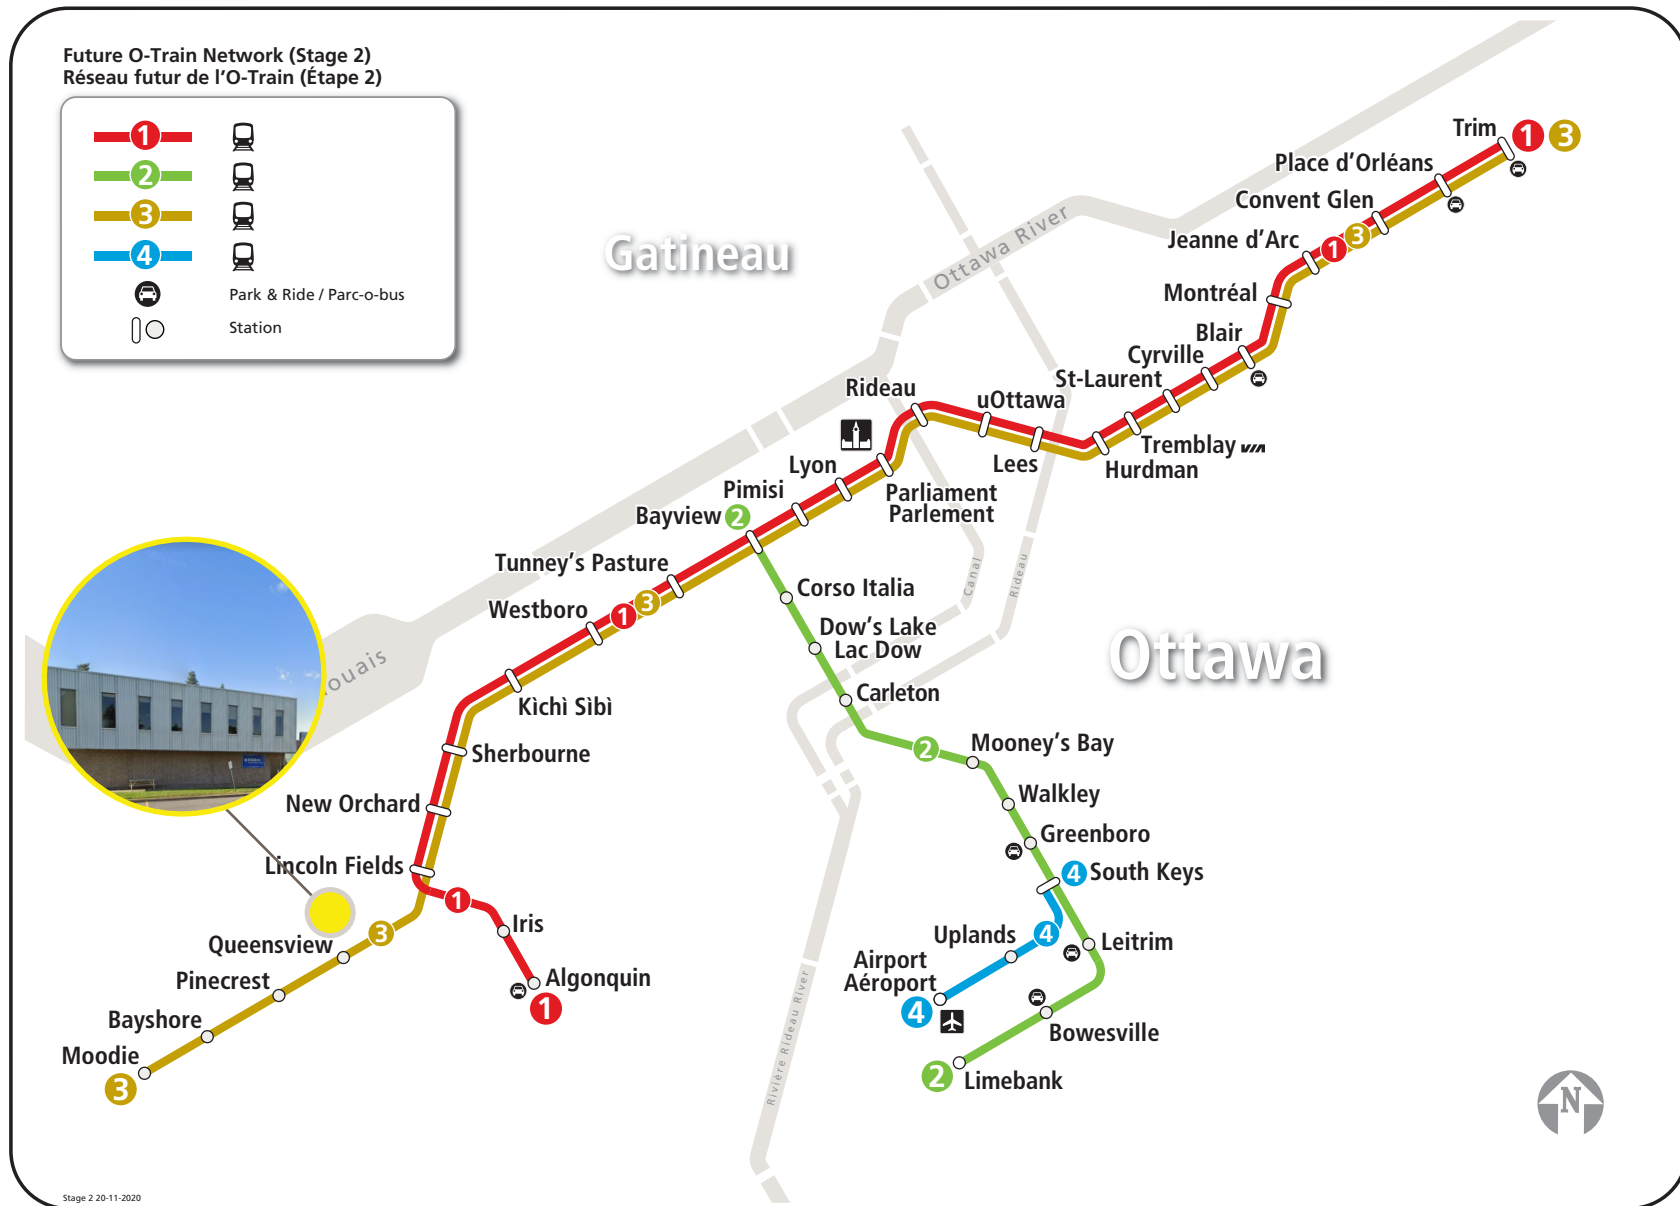 Future O-Train Network (Stage 2)
Réseau futur de l'O-Train (Étape 2)
1
2
3
4
Park & Ride / Parc-o-bus
Station
Gatineau
Ottawa River
Trim
1 3
Place d'Orléans
Convent Glen
Jeanne d'Arc
1 3
Montréal
Blair
Cyrville
St-Laurent
Tremblay VIA
Hurdman
Lees
uOttawa
Rideau
Parliament
Parlement
Lyon
Pimisi
Bayview 2
Tunney's Pasture
Westboro
1 3
Kìchì Sìbì
Sherbourne
New Orchard
Lincoln Fields
1
Iris
Algonquin
1
3
Queensview
Pinecrest
Bayshore
Moodie
3
ouais
Corso Italia
Dow's Lake
Lac Dow
Carleton
2
Mooney's Bay
Walkley
Greenboro
4 South Keys
4
Uplands
Airport
Aéroport
4
Leitrim
Bowesville
Limebank
2
Canal
Rideau
Rivière Rideau River
Ottawa
N
Stage 2 20-11-2020